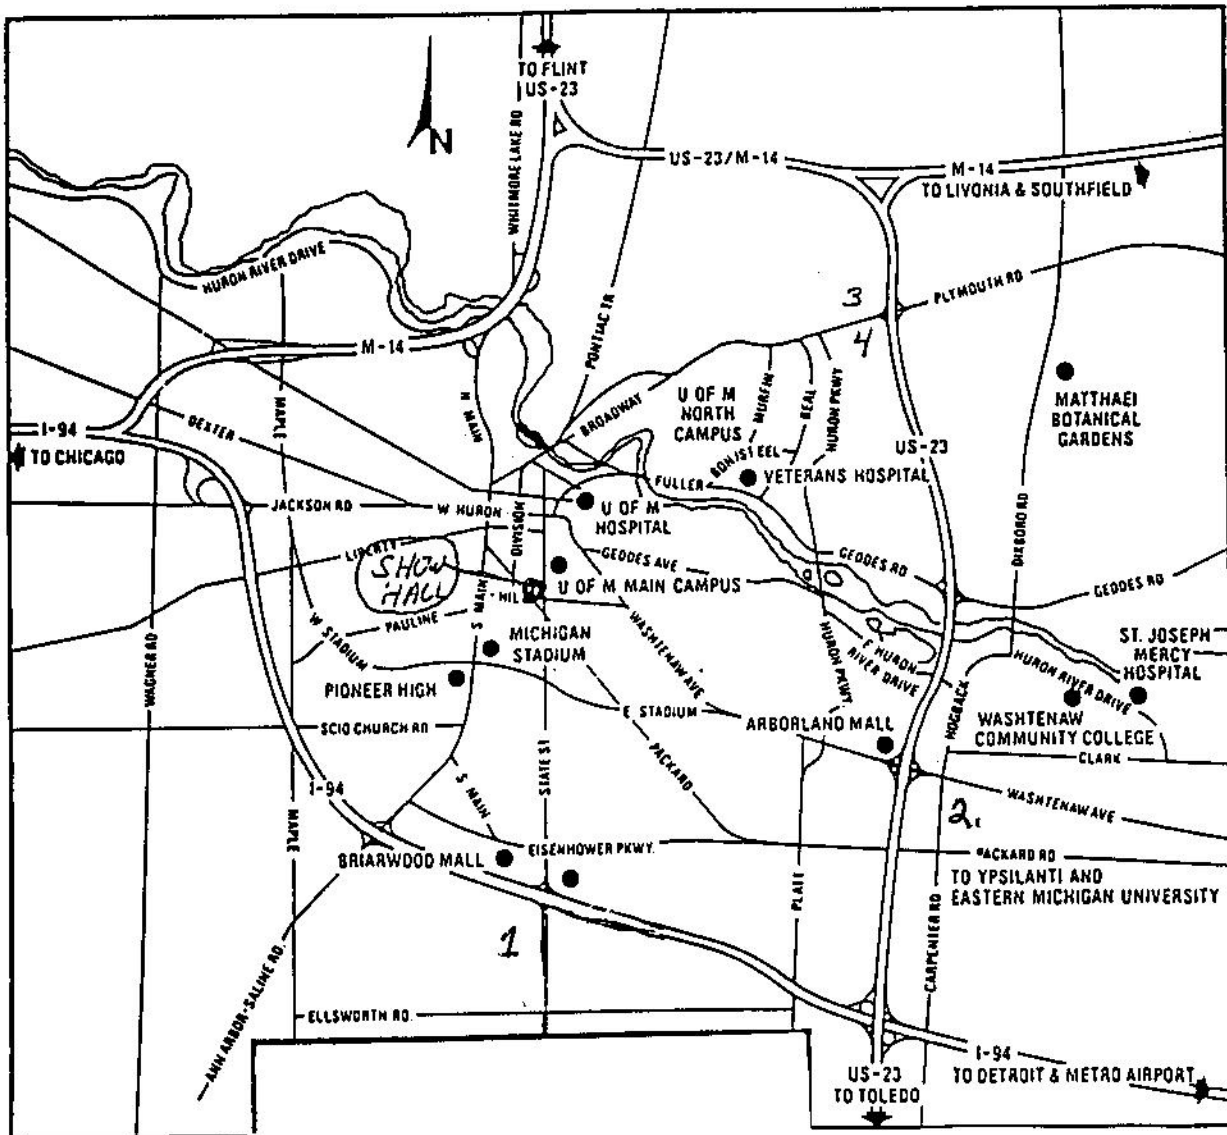 TO FLINT
US-23
N
WHITMORE LAKE RD
US-23/M-14
M-14
TO LIVONIA & SOUTHFIELD
HURON RIVER DRIVE
PONTIAC TR
3
PLYMOUTH RD
4
M-14
N MAIN
MAPLE
DEXTER
BROADWAY
U OF M
NORTH
CAMPUS
MURFIN
BEAL
HURON PKWY
MATTHAEI
BOTANICAL
GARDENS
I-94
TO CHICAGO
US-23
BONISTEEL
VETERANS HOSPITAL
FULLER
JACKSON RD
W HURON
DIVISION
U OF M
HOSPITAL
DIXBORO RD
LIBERTY
SHOW
HALL
GEDDES AVE
GEDDES RD
GEDDES RD
U OF M MAIN CAMPUS
HIL
PAULINE
S MAIN
W STADIUM
MICHIGAN
STADIUM
WASHTENAW AVE
HURON PKWY
E HURON
RIVER DRIVE
ST. JOSEPH
MERCY
HOSPITAL
HURON RIVER DRIVE
WAGNER RD
PIONEER HIGH
E STADIUM
ARBORLAND MALL
HOGBACK
WASHTENAW
COMMUNITY COLLEGE
CLARK
SCIO CHURCH RD
STATE ST
PACKARD
I-94
S MAIN
WASHTENAW AVE
2.
MAPLE
BRIARWOOD MALL
EISENHOWER PKWY.
PACKARD RD
TO YPSILANTI AND
EASTERN MICHIGAN UNIVERSITY
PLATT
CARPENTER RD
1
ANN ARBOR-SALINE RD.
ELLSWORTH RD.
I-94
TO DETROIT & METRO AIRPORT
US-23
TO TOLEDO